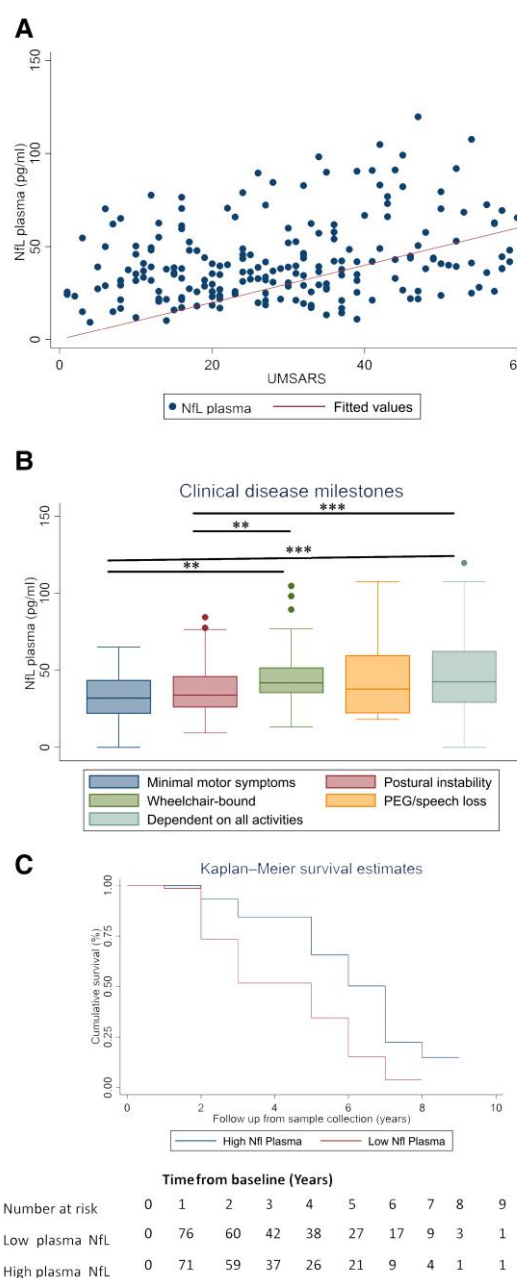 A
150
100
50
0
NfL plasma (pg/ml)
0 20 40 60
UMSARS
NfL plasma Fitted values
B
Clinical disease milestones
***
**
***
**
150
100
50
0
NfL plasma (pg/ml)
Minimal motor symptoms Postural instability
Wheelchair-bound PEG/speech loss
Dependent on all activities
C
Kaplan–Meier survival estimates
1.00
0.75
0.50
0.25
0.00
Cumulative survival (%)
0 2 4 6 8 10
Follow up from sample collection (years)
High Nfl Plasma Low Nfl Plasma
Time from baseline (Years)
Number at risk 0 1 2 3 4 5 6 7 8 9
Low plasma NfL 0 76 60 42 38 27 17 9 3 1
High plasma NfL 0 71 59 37 26 21 9 4 1 1